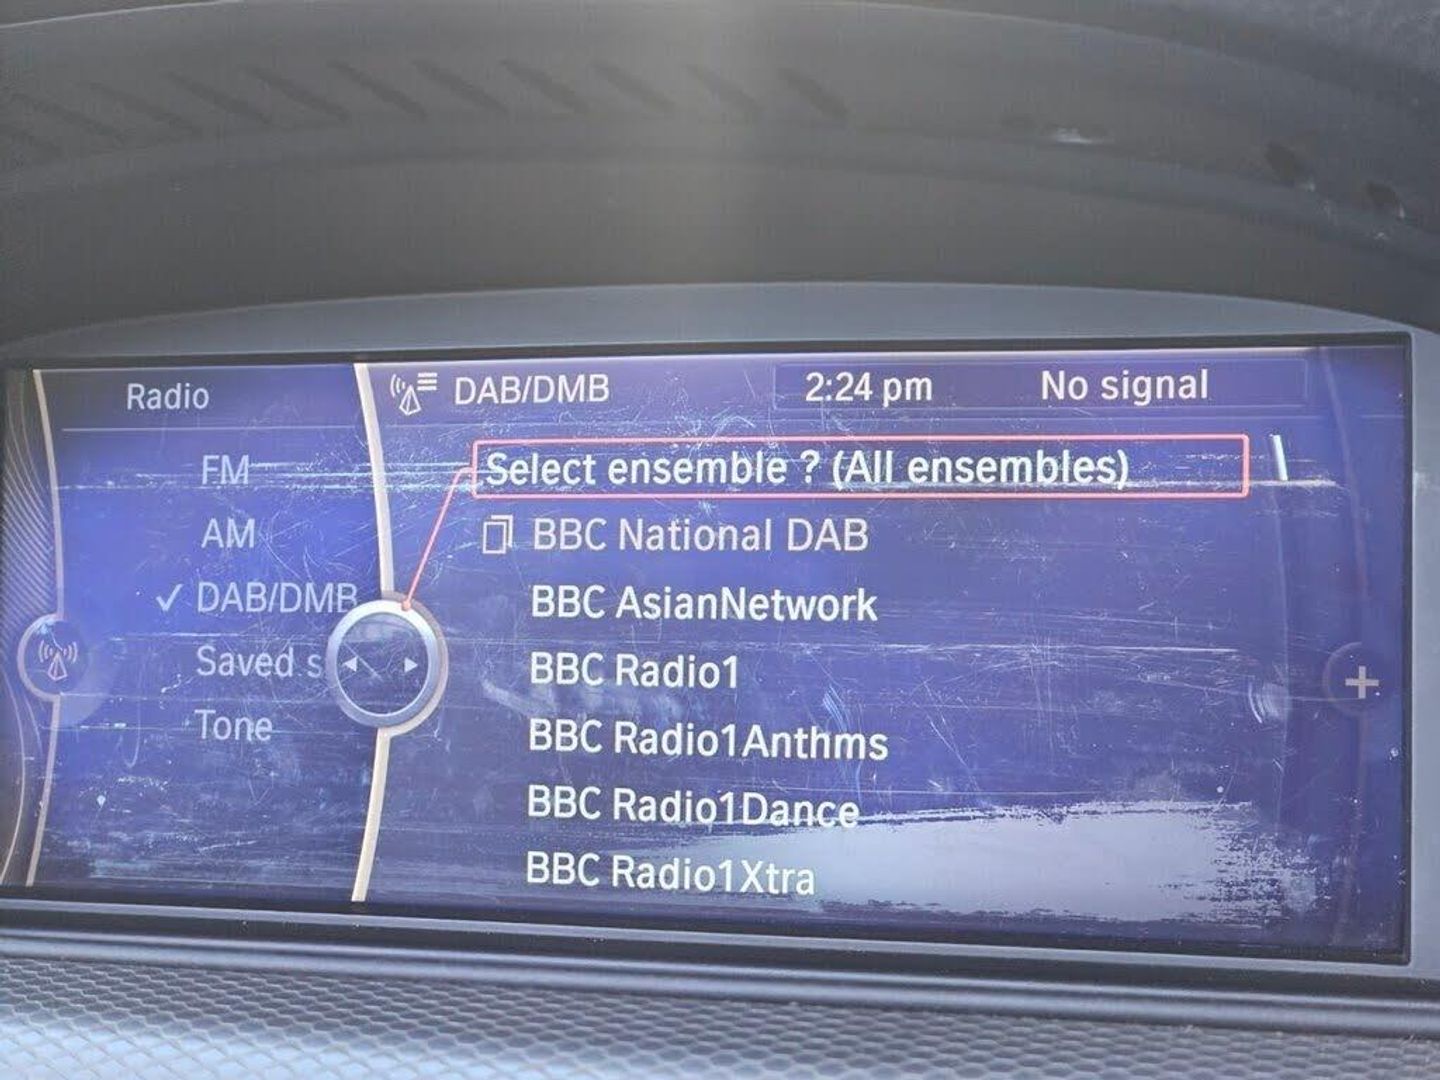 Radio
DAB/DMB
2:24 pm
No signal
FM
AM
✓ DAB/DMB
Saved s
Tone
Select ensemble ? (All ensembles)
BBC National DAB
BBC AsianNetwork
BBC Radio1
BBC Radio1Anthms
BBC Radio1Dance
BBC Radio1Xtra